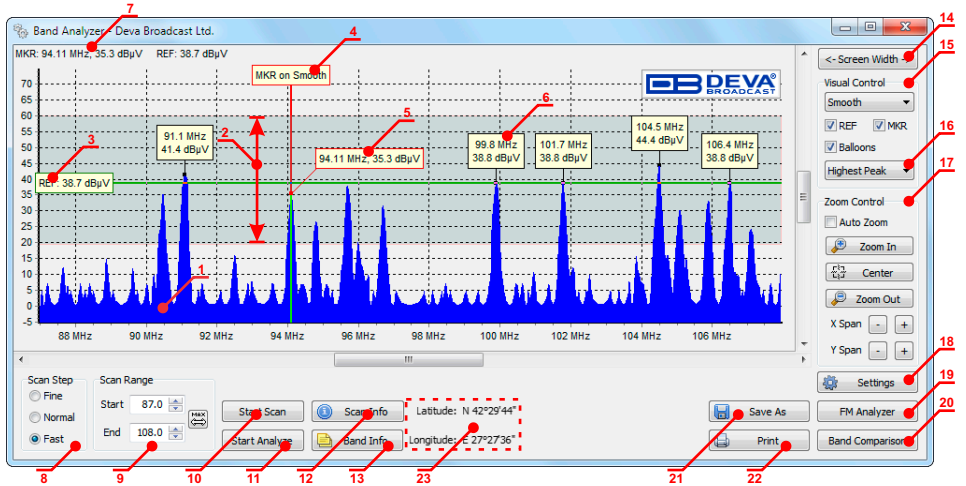 7
Band Analyzer - Deva Broadcast Ltd.
14
MKR: 94.11 MHz, 35.3 dBµV REF: 38.7 dBµV
4
15
<- Screen Width ->
MKR on Smooth
DEVA
BROADCAST
Visual Control
Smooth
REF MKR
Balloons
16
Highest Peak
17
70
65
60
55
50
45
40
35
30
25
20
15
10
5
0
-5
3
2
5
6
91.1 MHz
41.4 dBµV
94.11 MHz, 35.3 dBµV
99.8 MHz
38.8 dBµV
101.7 MHz
38.8 dBµV
104.5 MHz
44.4 dBµV
106.4 MHz
38.8 dBµV
REF: 38.7 dBµV
1
Zoom Control
Auto Zoom
Zoom In
Center
Zoom Out
X Span - +
Y Span - +
88 MHz 90 MHz 92 MHz 94 MHz 96 MHz 98 MHz 100 MHz 102 MHz 104 MHz 106 MHz
18
Settings
19
FM Analyzer
20
Band Comparison
Scan Step
Fine
Normal
Fast
Scan Range
Start 87.0
End 108.0
MAX
Start Scan
Start Analyze
Scan Info
Band Info
Latitude: N 42°29'44"
Longitude: E 27°27'36"
Save As
Print
8 9 10 11 12 13 23 21 22